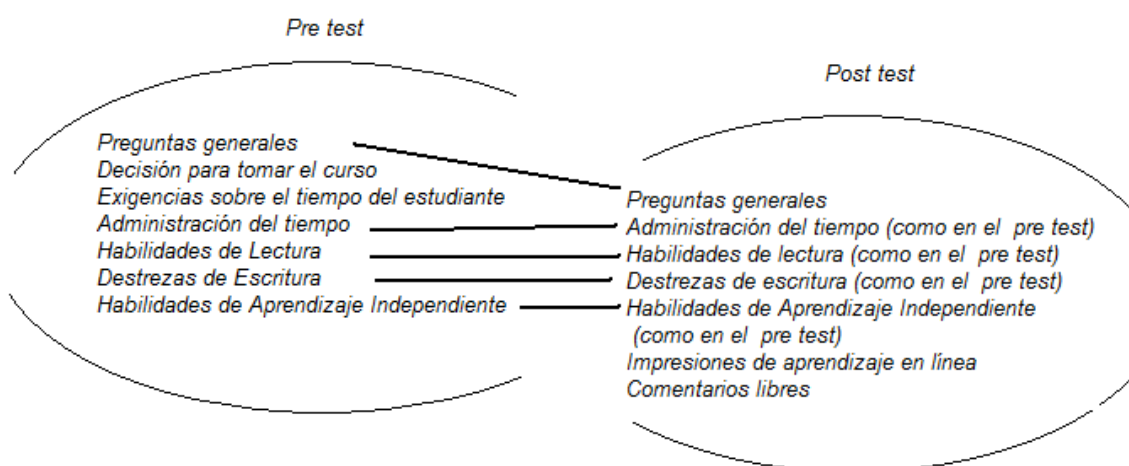 Pre test
Preguntas generales
Decisión para tomar el curso
Exigencias sobre el tiempo del estudiante
Administración del tiempo
Habilidades de Lectura
Destrezas de Escritura
Habilidades de Aprendizaje Independiente
Post test
Preguntas generales
Administración del tiempo (como en el pre test)
Habilidades de lectura (como en el pre test)
Destrezas de escritura (como en el pre test)
Habilidades de Aprendizaje Independiente
(como en el pre test)
Impresiones de aprendizaje en línea
Comentarios libres